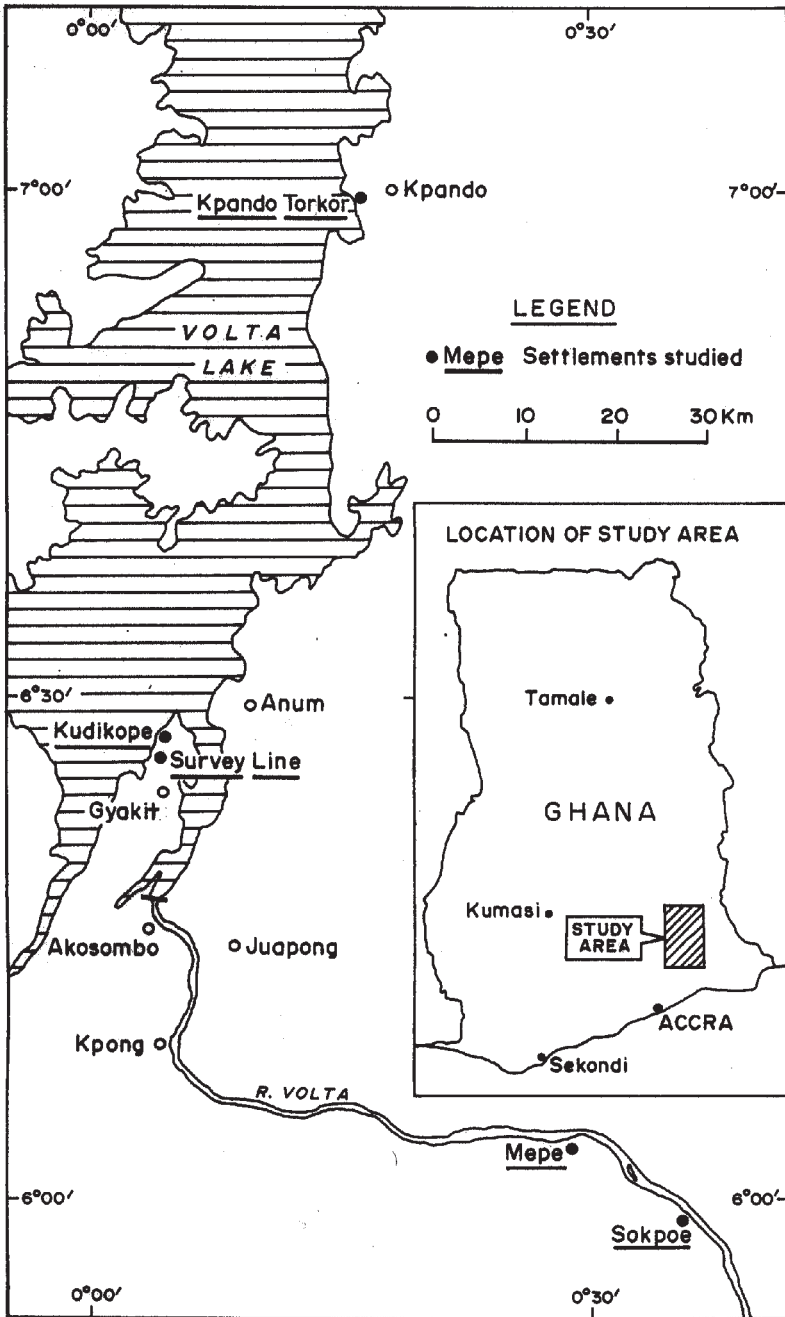 0°00′ 0°30′
7°00′ 7°00′
Kpando Torkor Kpando
LEGEND
VOLTA
LAKE
Mepe Settlements studied
0 10 20 30 Km
LOCATION OF STUDY AREA
6°30′
Anum
Tamale
Kudikope
Survey Line
Gyakit
GHANA
Kumasi
STUDY
AREA
Akosombo
Juapong
ACCRA
Kpong
Sekondi
R. VOLTA
Mepe
6°00′ 6°00′
Sokpoe
0°00′ 0°30′